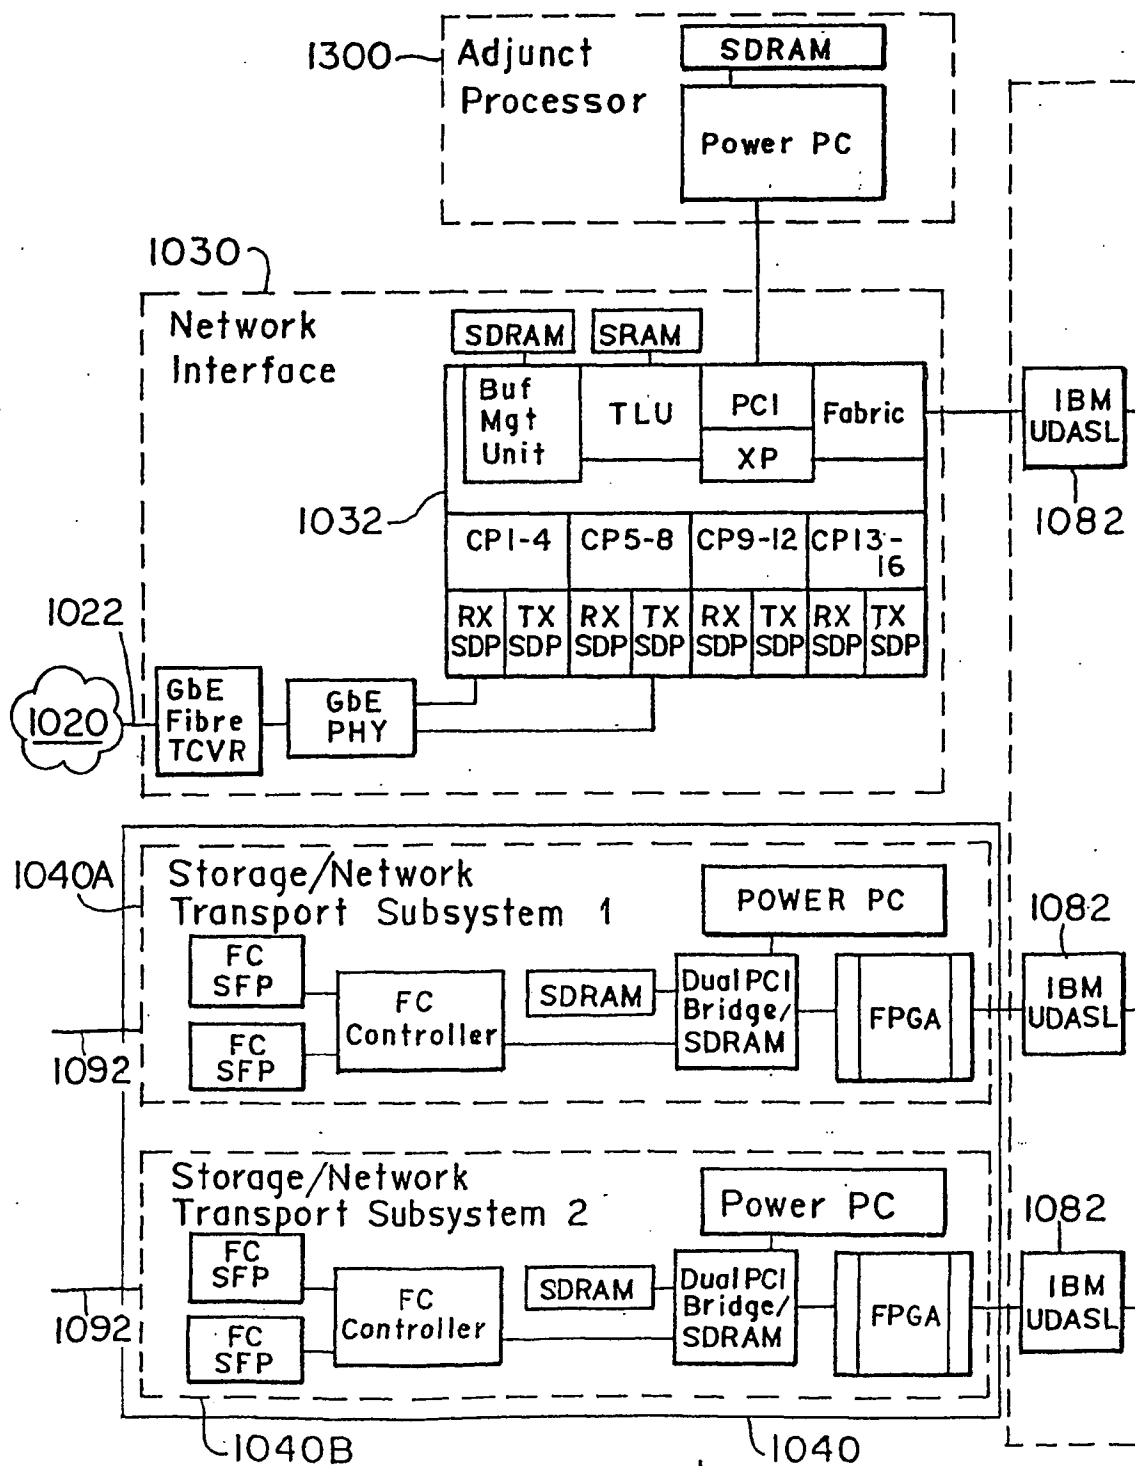 1300
Adjunct
Processor
SDRAM
Power PC
1030
Network
Interface
SDRAM
SRAM
Buf
Mgt
Unit
TLU
PCI
XP
Fabric
IBM
UDASL
1082
1032
CP1-4
CP5-8
CP9-12
CP13-
16
RX
SDP
TX
SDP
RX
SDP
TX
SDP
RX
SDP
TX
SDP
RX
SDP
TX
SDP
1022
1020
GbE
Fibre
TCVR
GbE
PHY
1040A
Storage/Network
Transport Subsystem 1
POWER PC
1082
FC
SFP
FC
SFP
FC
Controller
SDRAM
Dual PCI
Bridge/
SDRAM
FPGA
IBM
UDASL
1092
Storage/Network
Transport Subsystem 2
Power PC
1082
FC
SFP
FC
SFP
FC
Controller
SDRAM
Dual PCI
Bridge/
SDRAM
FPGA
IBM
UDASL
1092
1040B
1040